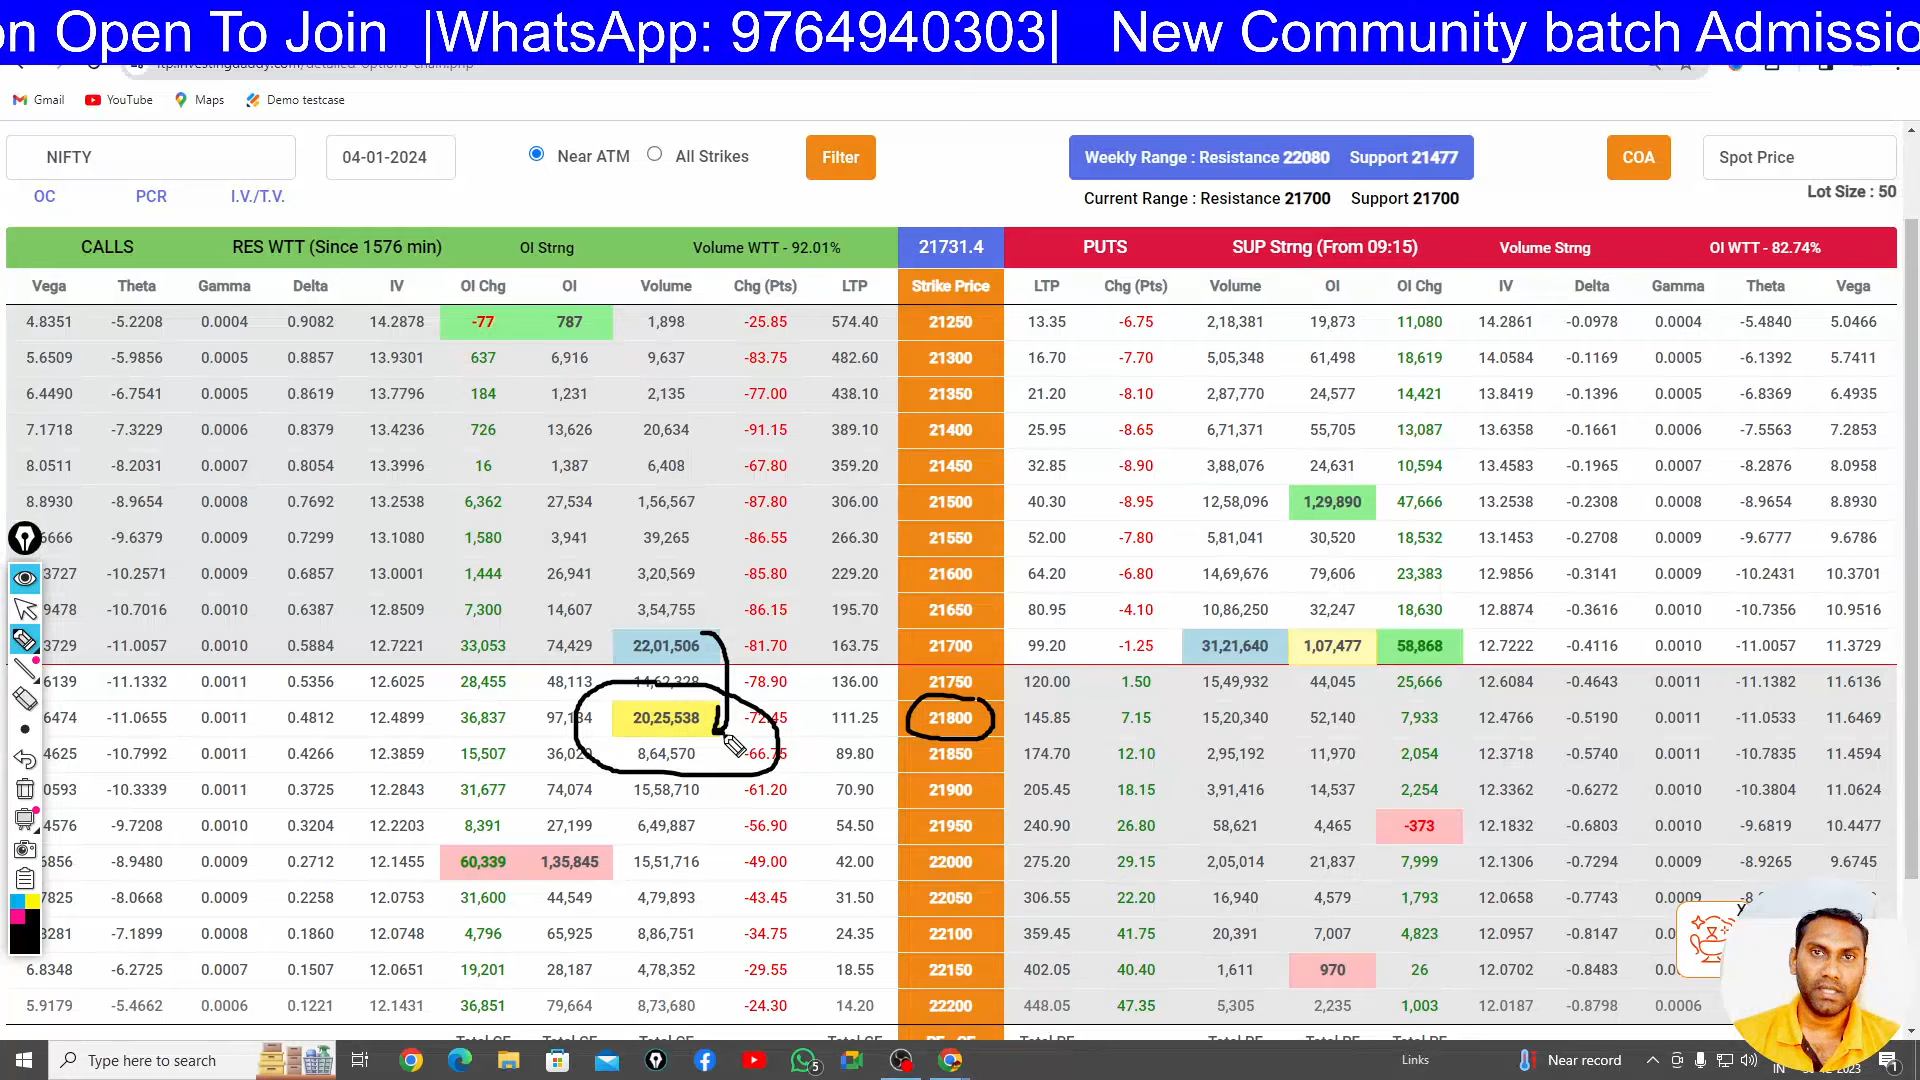 on Open To Join |WhatsApp: 9764940303| New Community batch Admissio
ltp.investingdaddy.com/detailed-options-chain.php
Gmail YouTube Maps Demo testcase
NIFTY 04-01-2024 Near ATM All Strikes Filter Weekly Range : Resistance 22080 Support 21477 COA Spot Price
OC PCR I.V./T.V. Current Range : Resistance 21700 Support 21700 Lot Size : 50
CALLS RES WTT (Since 1576 min) OI Strng Volume WTT - 92.01% 21731.4 PUTS SUP Strng (From 09:15) Volume Strng OI WTT - 82.74%
Vega Theta Gamma Delta IV OI Chg OI Volume Chg (Pts) LTP Strike Price LTP Chg (Pts) Volume OI OI Chg IV Delta Gamma Theta Vega
4.8351 -5.2208 0.0004 0.9082 14.2878 -77 787 1,898 -25.85 574.40 21250 13.35 -6.75 2,18,381 19,873 11,080 14.2861 -0.0978 0.0004 -5.4840 5.0466
5.6509 -5.9856 0.0005 0.8857 13.9301 637 6,916 9,637 -83.75 482.60 21300 16.70 -7.70 5,05,348 61,498 18,619 14.0584 -0.1169 0.0005 -6.1392 5.7411
6.4490 -6.7541 0.0005 0.8619 13.7796 184 1,231 2,135 -77.00 438.10 21350 21.20 -8.10 2,87,770 24,577 14,421 13.8419 -0.1396 0.0005 -6.8369 6.4935
7.1718 -7.3229 0.0006 0.8379 13.4236 726 13,626 20,634 -91.15 389.10 21400 25.95 -8.65 6,71,371 55,705 13,087 13.6358 -0.1661 0.0006 -7.5563 7.2853
8.0511 -8.2031 0.0007 0.8054 13.3996 16 1,387 6,408 -67.80 359.20 21450 32.85 -8.90 3,88,076 24,631 10,594 13.4583 -0.1965 0.0007 -8.2876 8.0958
8.8930 -8.9654 0.0008 0.7692 13.2538 6,362 27,534 1,56,567 -87.80 306.00 21500 40.30 -8.95 12,58,096 1,29,890 47,666 13.2538 -0.2308 0.0008 -8.9654 8.8930
6666 -9.6379 0.0009 0.7299 13.1080 1,580 3,941 39,265 -86.55 266.30 21550 52.00 -7.80 5,81,041 30,520 18,532 13.1453 -0.2708 0.0009 -9.6777 9.6786
3727 -10.2571 0.0009 0.6857 13.0001 1,444 26,941 3,20,569 -85.80 229.20 21600 64.20 -6.80 14,69,676 79,606 23,383 12.9856 -0.3141 0.0009 -10.2431 10.3701
9478 -10.7016 0.0010 0.6387 12.8509 7,300 14,607 3,54,755 -86.15 195.70 21650 80.95 -4.10 10,86,250 32,247 18,630 12.8874 -0.3616 0.0010 -10.7356 10.9516
3729 -11.0057 0.0010 0.5884 12.7221 33,053 74,429 22,01,506 -81.70 163.75 21700 99.20 -1.25 31,21,640 1,07,477 58,868 12.7222 -0.4116 0.0010 -11.0057 11.3729
6139 -11.1332 0.0011 0.5356 12.6025 28,455 48,113 14,62,328 -78.90 136.00 21750 120.00 1.50 15,49,932 44,045 25,666 12.6084 -0.4643 0.0011 -11.1382 11.6136
6474 -11.0655 0.0011 0.4812 12.4899 36,837 20,25,538 -72.45 111.25 21800 145.85 7.15 15,20,340 52,140 7,933 12.4766 -0.5190 0.0011 -11.0533 11.6469
4625 -10.7992 0.0011 0.4266 12.3859 15,507 8,64,570 -66.75 89.80 21850 174.70 12.10 2,95,192 11,970 2,054 12.3718 -0.5740 0.0011 -10.7835 11.4594
0593 -10.3339 0.0011 0.3725 12.2843 31,677 74,074 15,58,710 -61.20 70.90 21900 205.45 18.15 3,91,416 14,537 2,254 12.3362 -0.6272 0.0010 -10.3804 11.0624
4576 -9.7208 0.0010 0.3204 12.2203 8,391 27,199 6,49,887 -56.90 54.50 21950 240.90 26.80 58,621 4,465 -373 12.1832 -0.6803 0.0010 -9.6819 10.4477
6856 -8.9480 0.0009 0.2712 12.1455 60,339 1,35,845 15,51,716 -49.00 42.00 22000 275.20 29.15 2,05,014 21,837 7,999 12.1306 -0.7294 0.0009 -8.9265 9.6745
7825 -8.0668 0.0009 0.2258 12.0753 31,600 44,549 4,79,893 -43.45 31.50 22050 306.55 22.20 16,940 4,579 1,793 12.0658 -0.7743 0.0009 -8
3281 -7.1899 0.0008 0.1860 12.0748 4,796 65,925 8,86,751 -34.75 24.35 22100 359.45 41.75 20,391 7,007 4,823 12.0957 -0.8147 0.0
6.8348 -6.2725 0.0007 0.1507 12.0651 19,201 28,187 4,78,352 -29.55 18.55 22150 402.05 40.40 1,611 970 26 12.0702 -0.8483 0.0
5.9179 -5.4662 0.0006 0.1221 12.1431 36,851 79,664 8,73,680 -24.30 14.20 22200 448.05 47.35 5,305 2,235 1,003 12.0187 -0.8798 0.0006
Type here to search 5 Links Near record IN 1